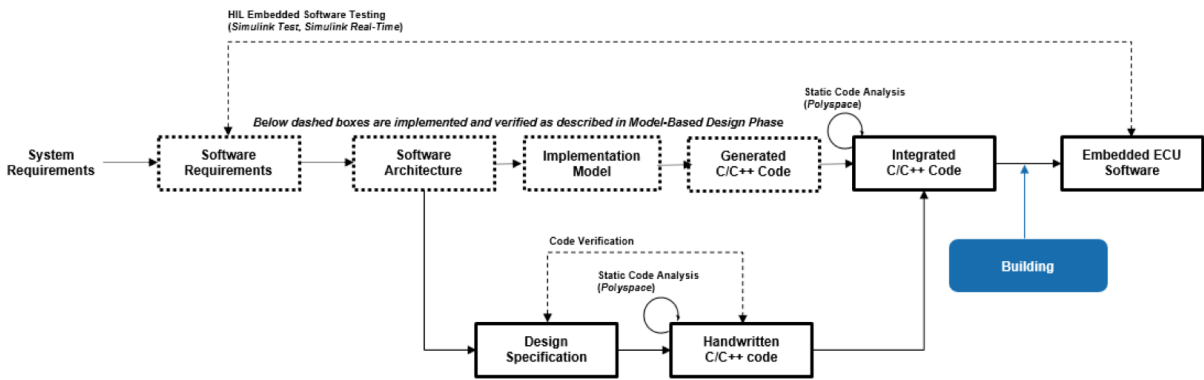 HIL Embedded Software Testing
(Simulink Test, Simulink Real-Time)
Static Code Analysis
(Polyspace)
Below dashed boxes are implemented and verified as described in Model-Based Design Phase
System
Requirements
Software
Requirements
Software
Architecture
Implementation
Model
Generated
C/C++ Code
Integrated
C/C++ Code
Embedded ECU
Software
Building
Code Verification
Static Code Analysis
(Polyspace)
Design
Specification
Handwritten
C/C++ code